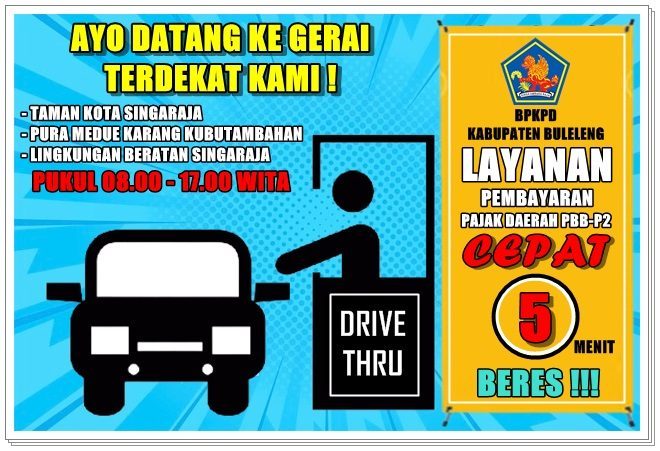 AYO DATANG KE GERAI
TERDEKAT KAMI !
- TAMAN KOTA SINGARAJA
- PURA MEDUE KARANG KUBUTAMBAHAN
- LINGKUNGAN BERATAN SINGARAJA
PUKUL 08.00 - 17.00 WITA
DRIVE
THRU
BPKPD
KABUPATEN BULELENG
LAYANAN
PEMBAYARAN
PAJAK DAERAH PBB-P2
CEPAT
5
MENIT
BERES !!!